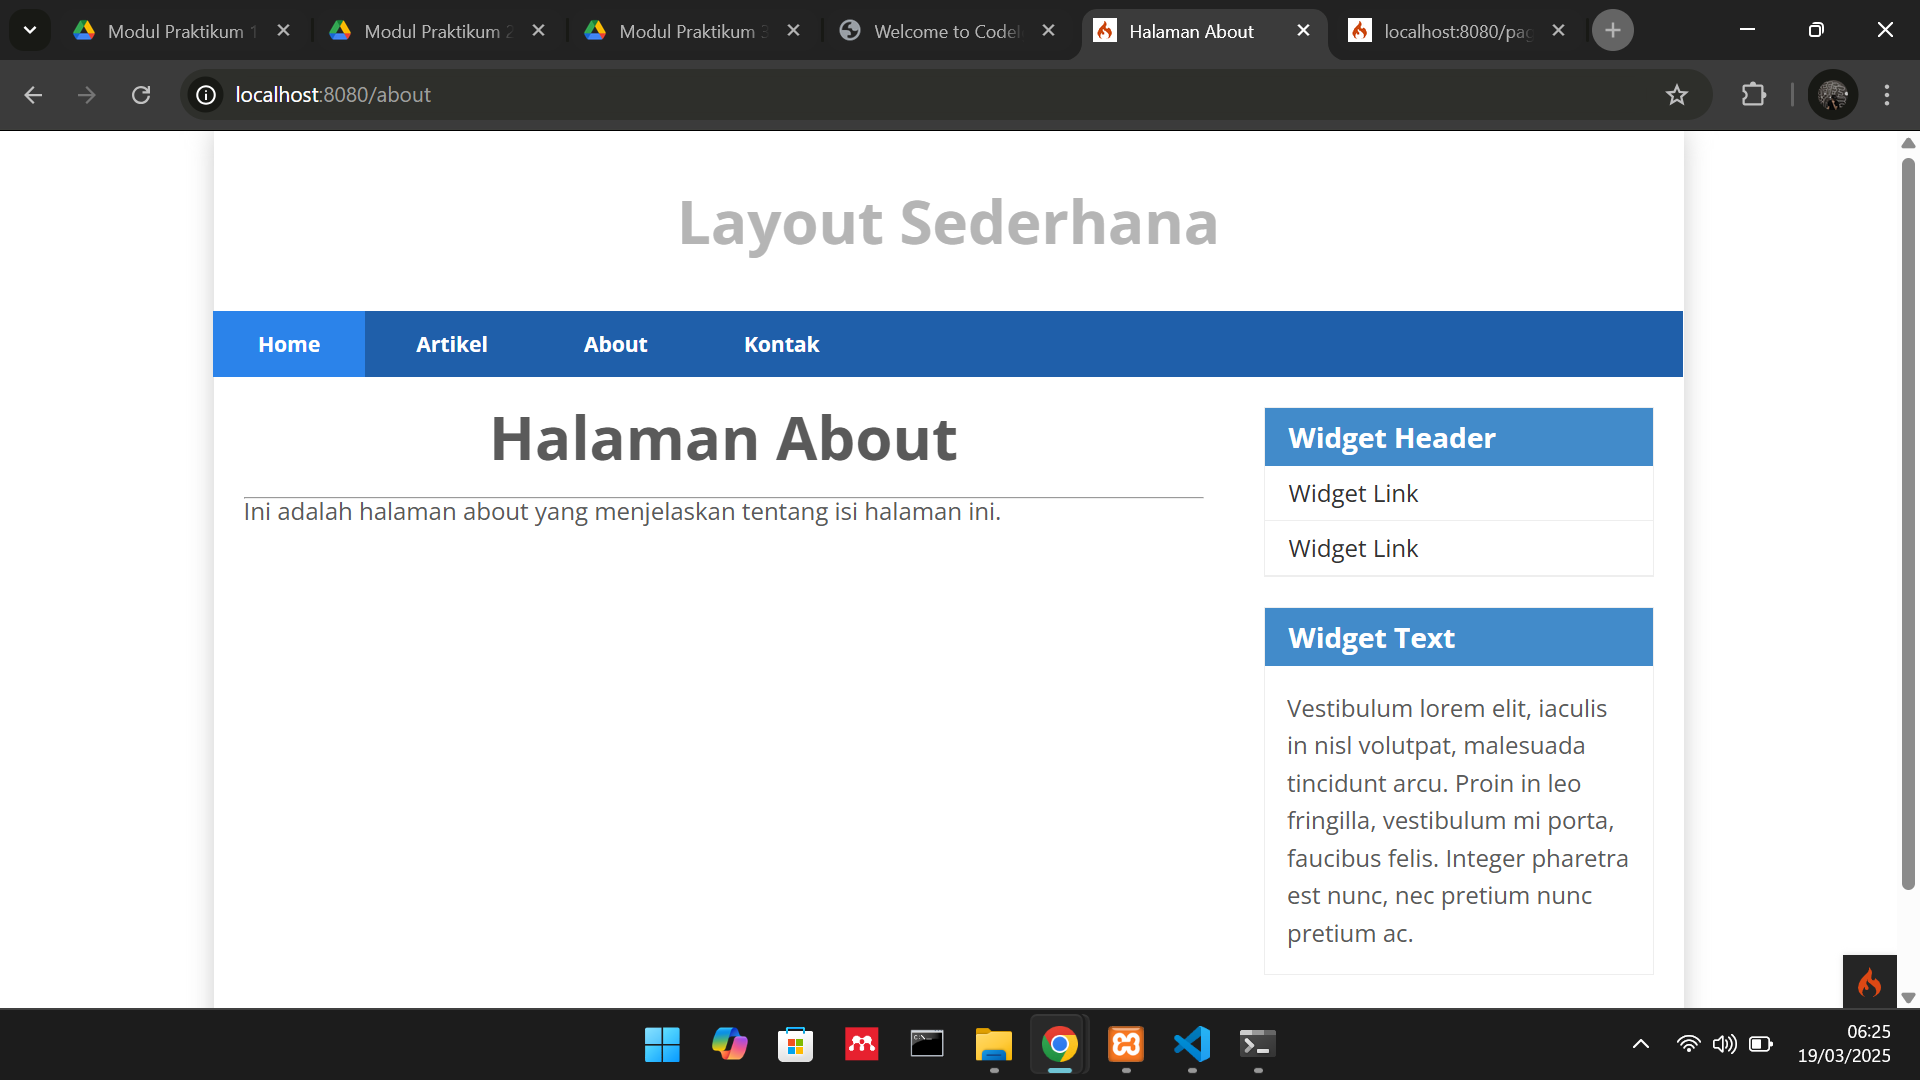 Modul Praktikum 1
Modul Praktikum 2
Modul Praktikum 3
Welcome to CodeI
Halaman About
localhost:8080/pag
localhost:8080/about
Layout Sederhana
Home
Artikel
About
Kontak
Halaman About
Ini adalah halaman about yang menjelaskan tentang isi halaman ini.
Widget Header
Widget Link
Widget Link
Widget Text
Vestibulum lorem elit, iaculis
in nisl volutpat, malesuada
tincidunt arcu. Proin in leo
fringilla, vestibulum mi porta,
faucibus felis. Integer pharetra
est nunc, nec pretium nunc
pretium ac.
06:25
19/03/2025